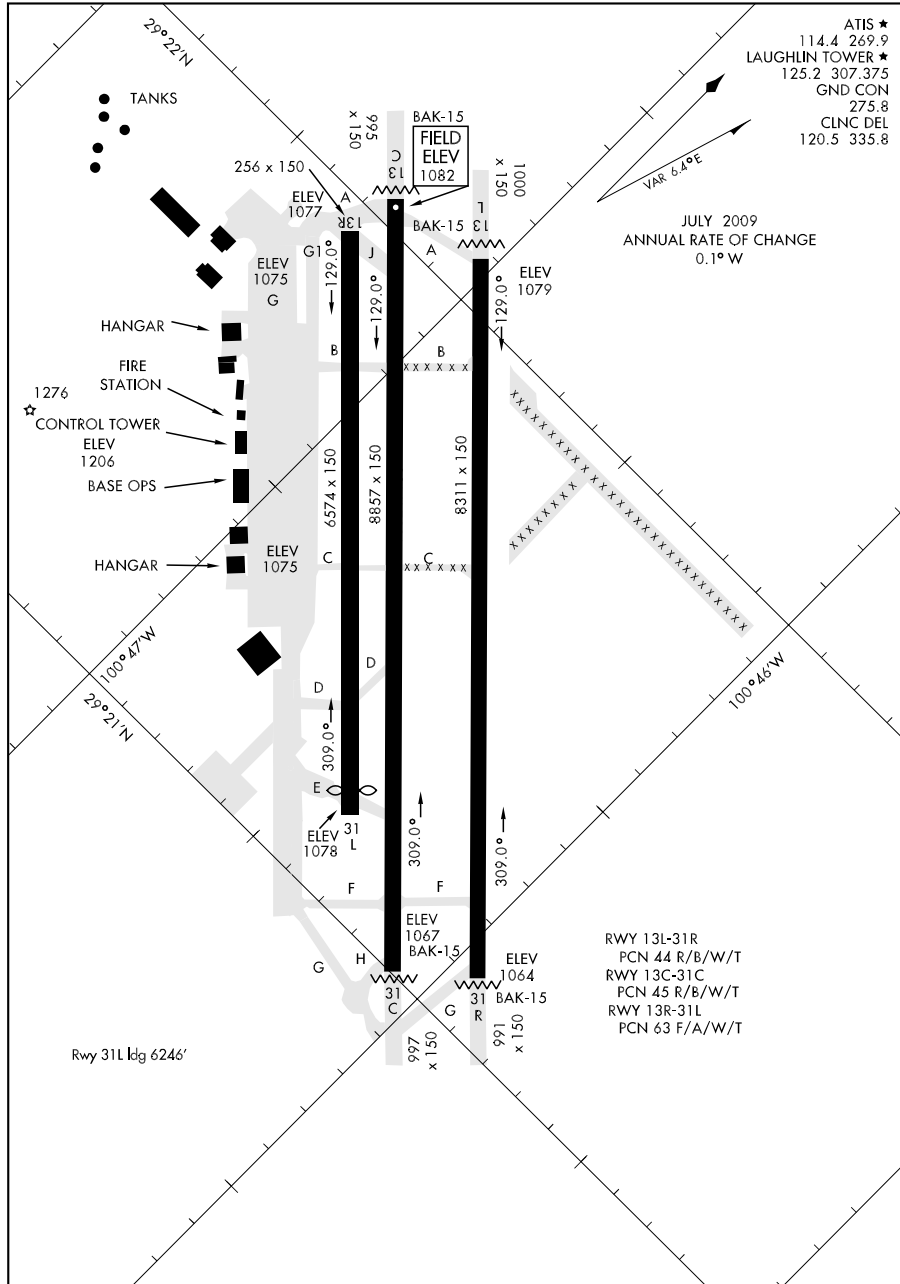 ATIS ★
114.4 269.9
LAUGHLIN TOWER ★
125.2 307.375
GND CON
275.8
CLNC DEL
120.5 335.8
29°22'N
TANKS
995
x 150
BAK-15
FIELD
ELEV
1082
1000
x 150
VAR 6.4°E
256 x 150
C
13
JULY 2009
ANNUAL RATE OF CHANGE
0.1° W
ELEV
1077
A
13R
BAK-15
L
13
G1
J
A
ELEV
1075
G
129.0°
129.0°
129.0°
ELEV
1079
HANGAR
B
B
x x x x x x
FIRE
STATION
1276
CONTROL TOWER
ELEV
1206
BASE OPS
6574 x 150
8857 x 150
8311 x 150
x x x x x x x x x x x x x x x x x x x x x x
x x x x x x x x
HANGAR
ELEV
1075
C
C
x x x x x x
100°47'W
29°21'N
100°46'W
D
D
309.0°
E
309.0°
309.0°
ELEV
1078
31
L
F
F
ELEV
1067
BAK-15
ELEV
1064
G
H
31
C
G
31
R
BAK-15
997
x 150
991
x 150
RWY 13L-31R
PCN 44 R/B/W/T
RWY 13C-31C
PCN 45 R/B/W/T
RWY 13R-31L
PCN 63 F/A/W/T
Rwy 31L ldg 6246'